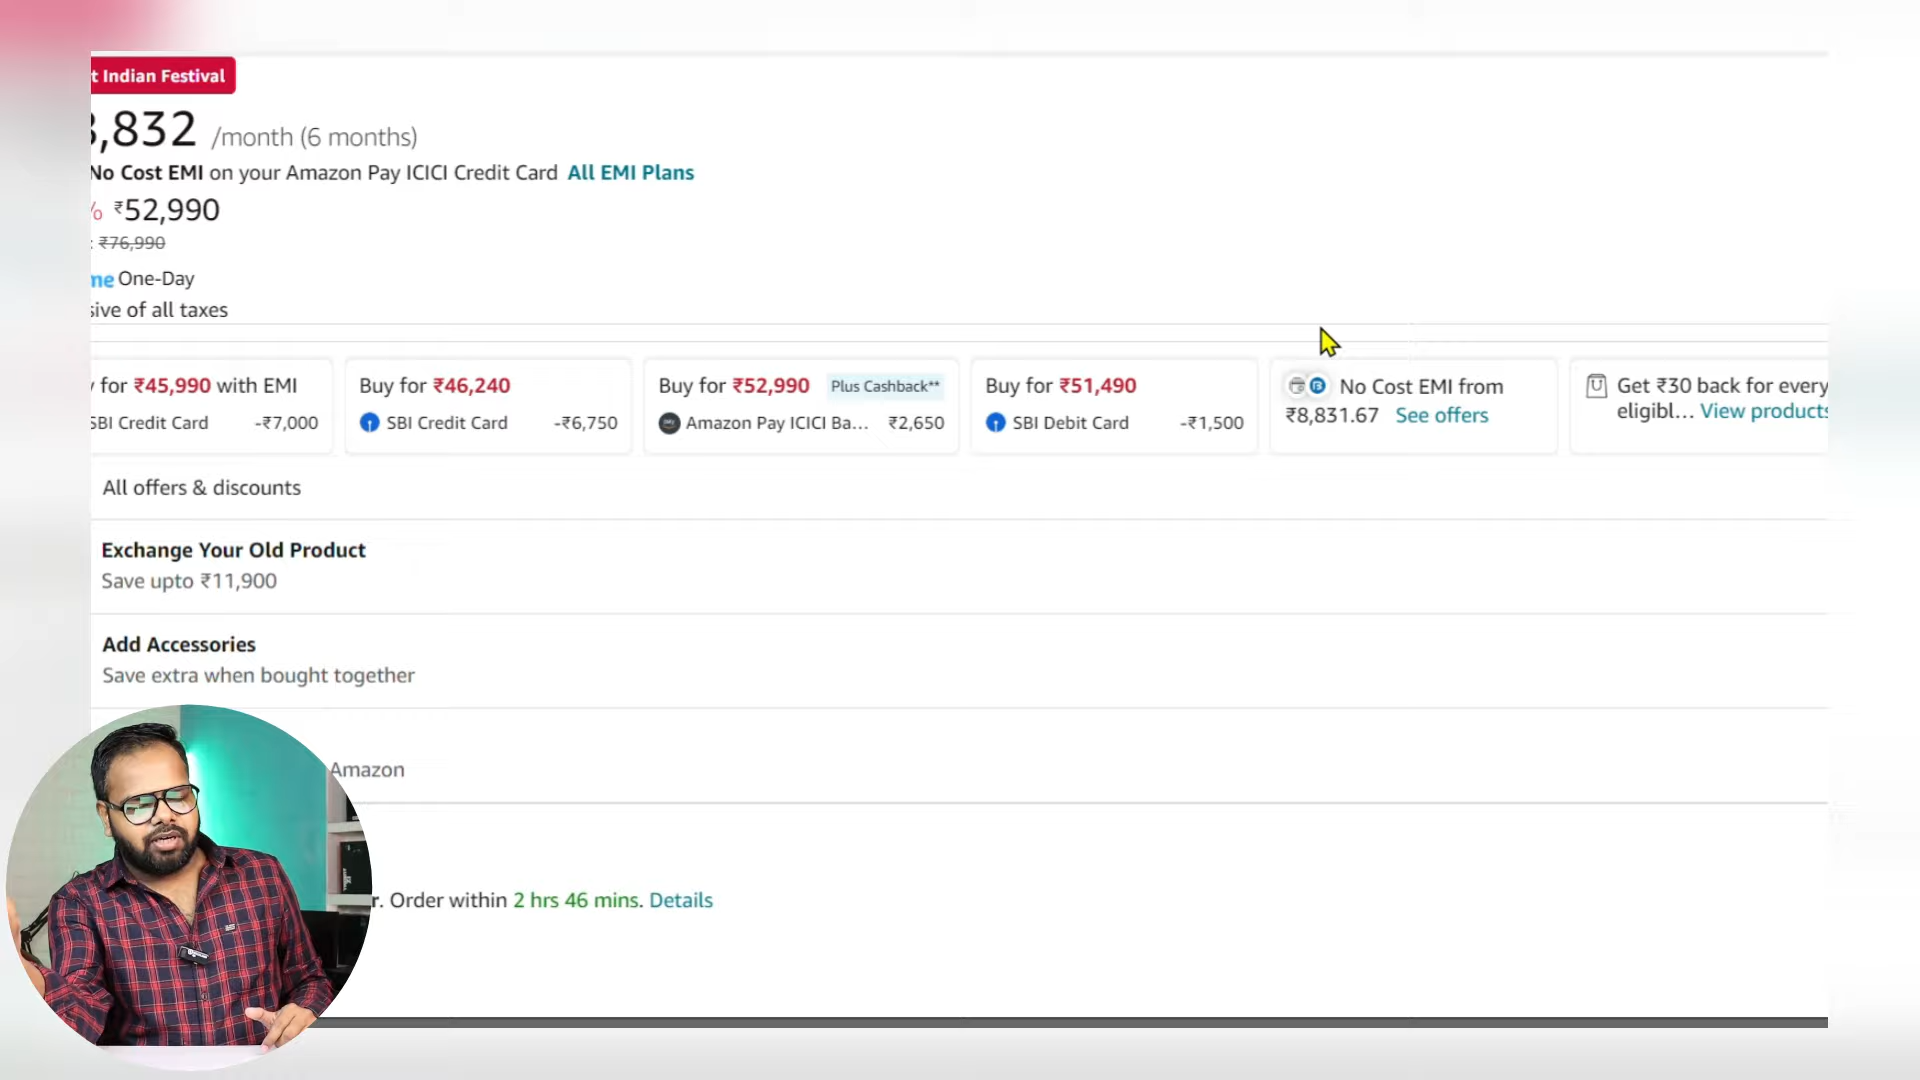 t Indian Festival
8,832 /month (6 months)
No Cost EMI on your Amazon Pay ICICI Credit Card All EMI Plans
% ₹52,990
: ₹76,990
me One-Day
sive of all taxes
y for ₹45,990 with EMI
SBI Credit Card -₹7,000
Buy for ₹46,240
SBI Credit Card -₹6,750
Buy for ₹52,990 Plus Cashback**
Amazon Pay ICICI Ba... ₹2,650
Buy for ₹51,490
SBI Debit Card -₹1,500
No Cost EMI from
₹8,831.67 See offers
Get ₹30 back for every
eligibl... View products
All offers & discounts
Exchange Your Old Product
Save upto ₹11,900
Add Accessories
Save extra when bought together
Amazon
r. Order within 2 hrs 46 mins. Details